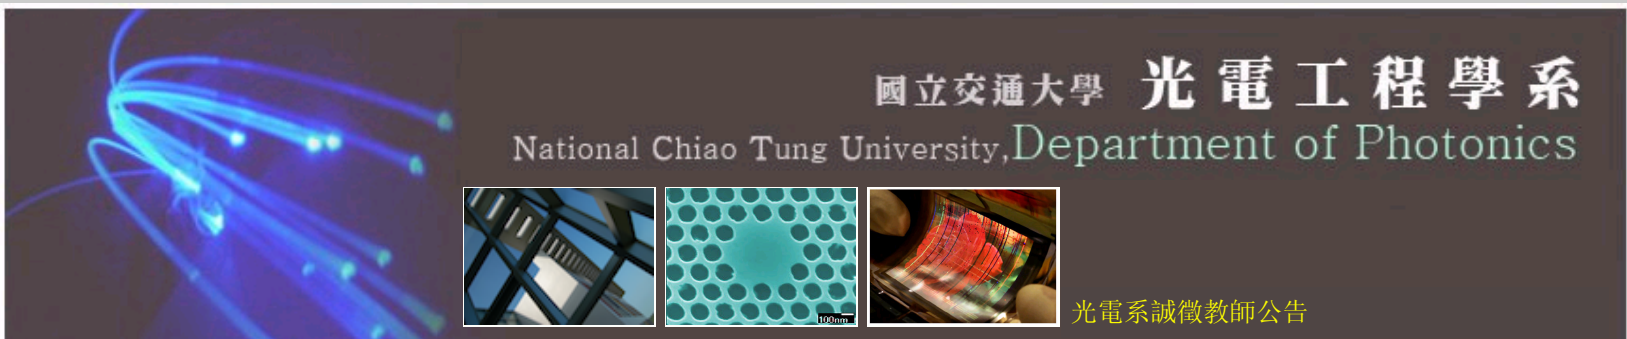 國立交通大學 光電工程學系
National Chiao Tung University,Department of Photonics
100nm
光電系誠徵教師公告